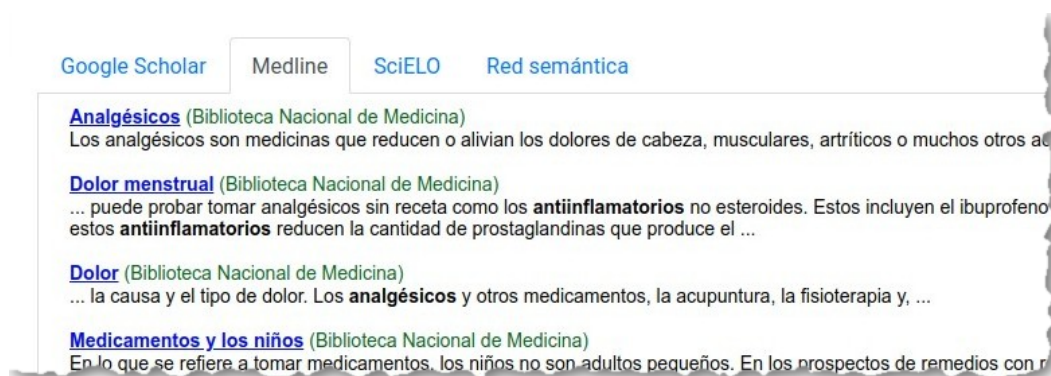 Google Scholar Medline SciELO Red semántica
Analgésicos (Biblioteca Nacional de Medicina)
Los analgésicos son medicinas que reducen o alivian los dolores de cabeza, musculares, artríticos o muchos otros
Dolor menstrual (Biblioteca Nacional de Medicina)
... puede probar tomar analgésicos sin receta como los antiinflamatorios no esteroides. Estos incluyen el ibuprofeno
estos antiinflamatorios reducen la cantidad de prostaglandinas que produce el ...
Dolor (Biblioteca Nacional de Medicina)
... la causa y el tipo de dolor. Los analgésicos y otros medicamentos, la acupuntura, la fisioterapia y, ...
Medicamentos y los niños (Biblioteca Nacional de Medicina)
En lo que se refiere a tomar medicamentos, los niños no son adultos pequeños. En los prospectos de remedios con